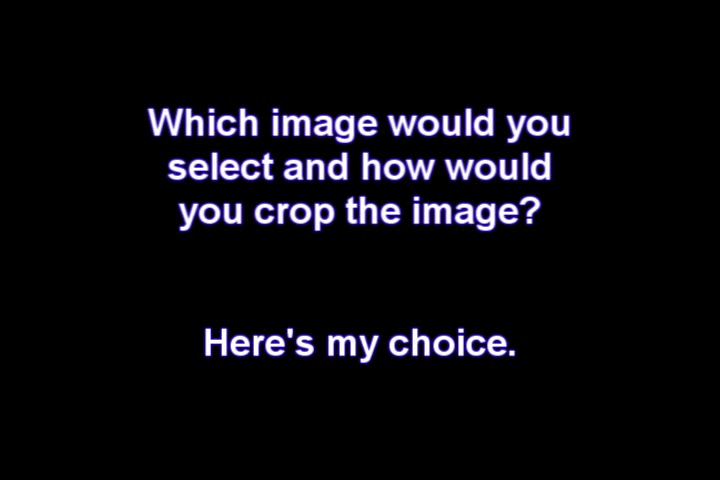 Which image would you
select and how would
you crop the image?
Here's my choice.